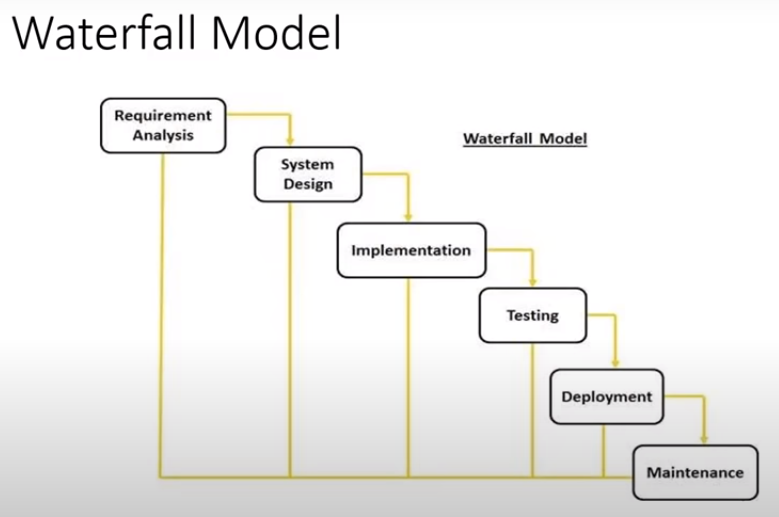 Waterfall Model
Requirement
Analysis
Waterfall Model
System
Design
Implementation
Testing
Deployment
Maintenance